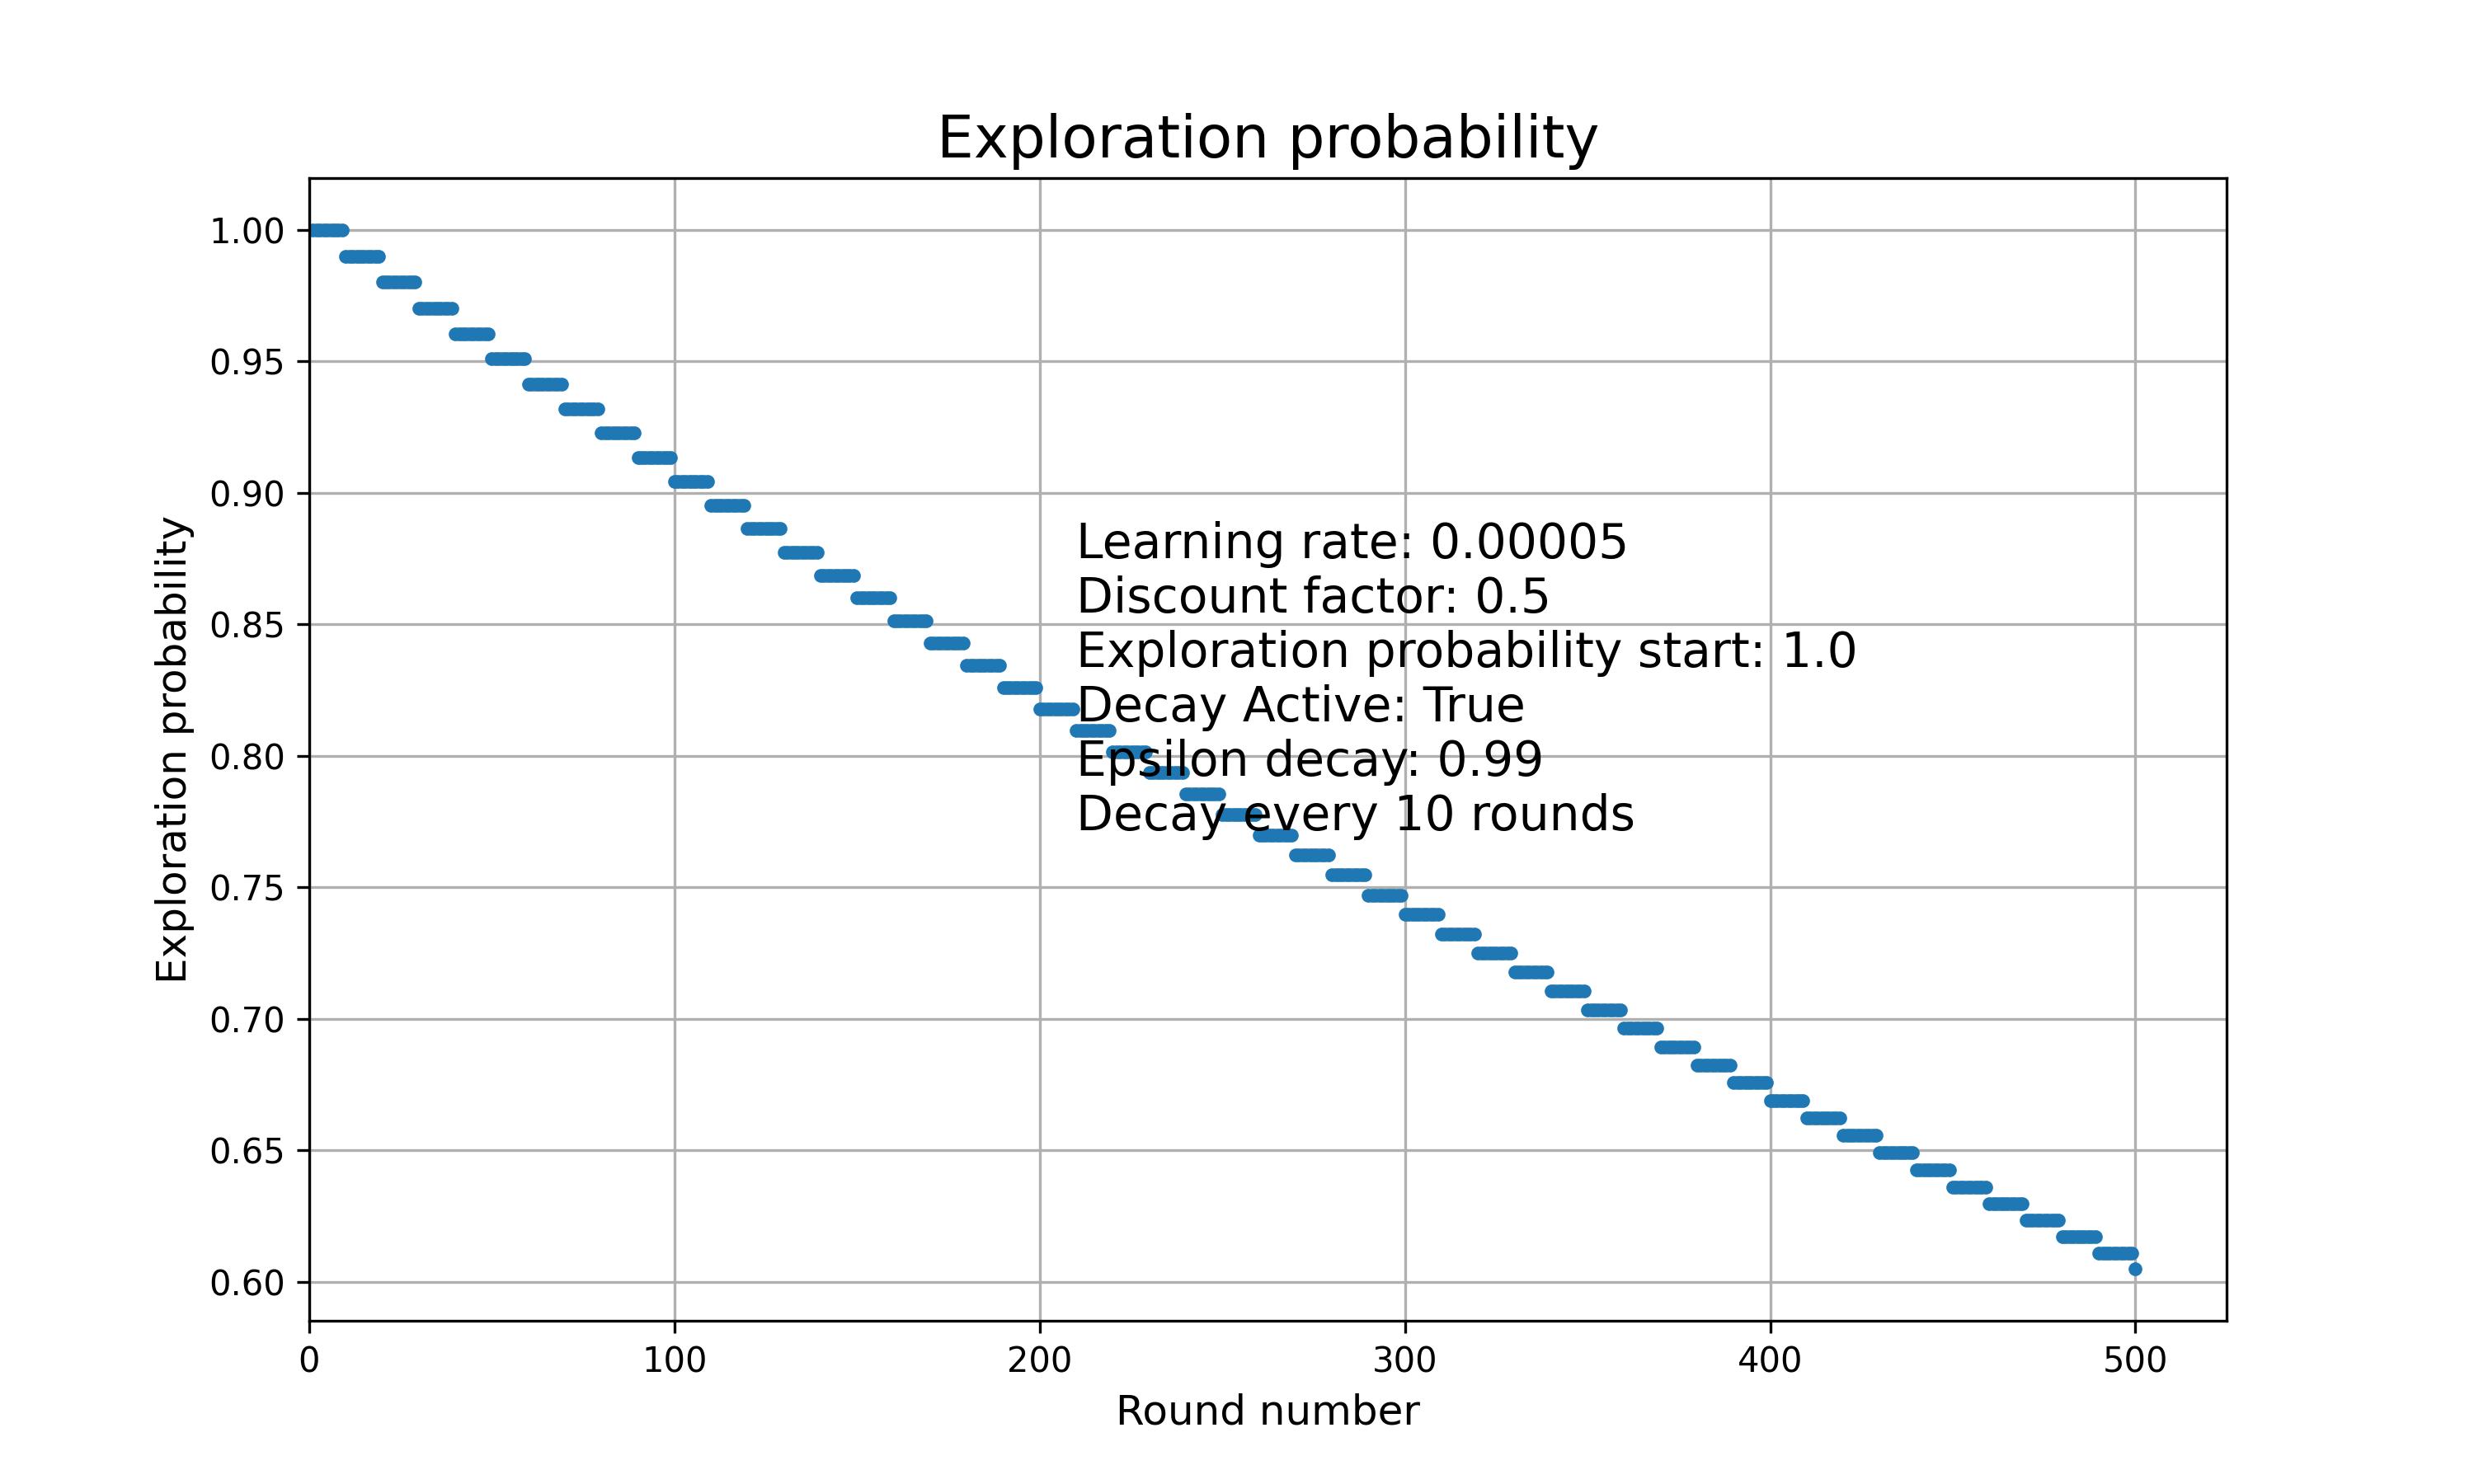 Exploration probability
1.00
0.95
0.90
0.85
0.80
0.75
0.70
0.65
0.60
Exploration probability
Learning rate: 0.00005
Discount factor: 0.5
Exploration probability start: 1.0
Decay Active: True
Epsilon decay: 0.99
Decay every 10 rounds
0 100 200 300 400 500
Round number